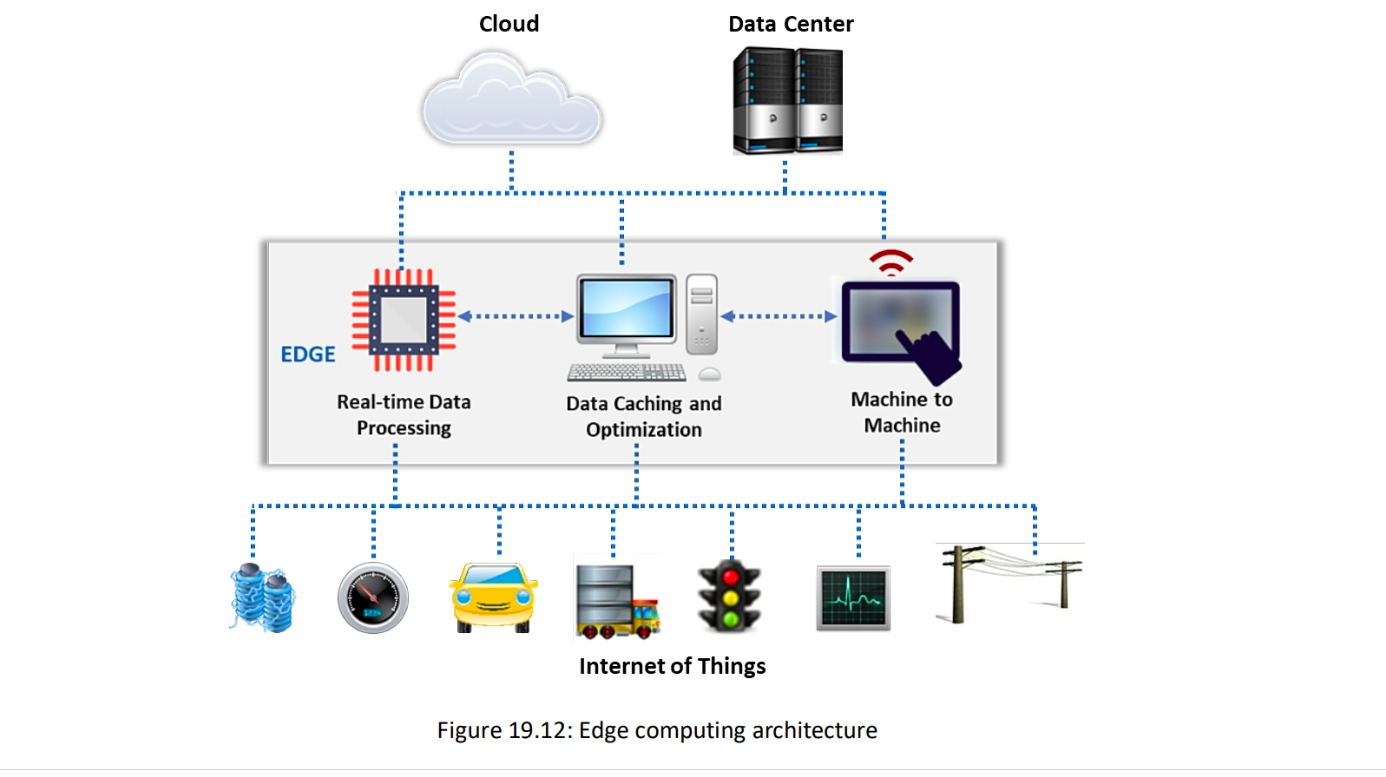 Cloud
Data Center
EDGE
Real-time Data
Processing
Data Caching and
Optimization
Machine to
Machine
Internet of Things
Figure 19.12: Edge computing architecture